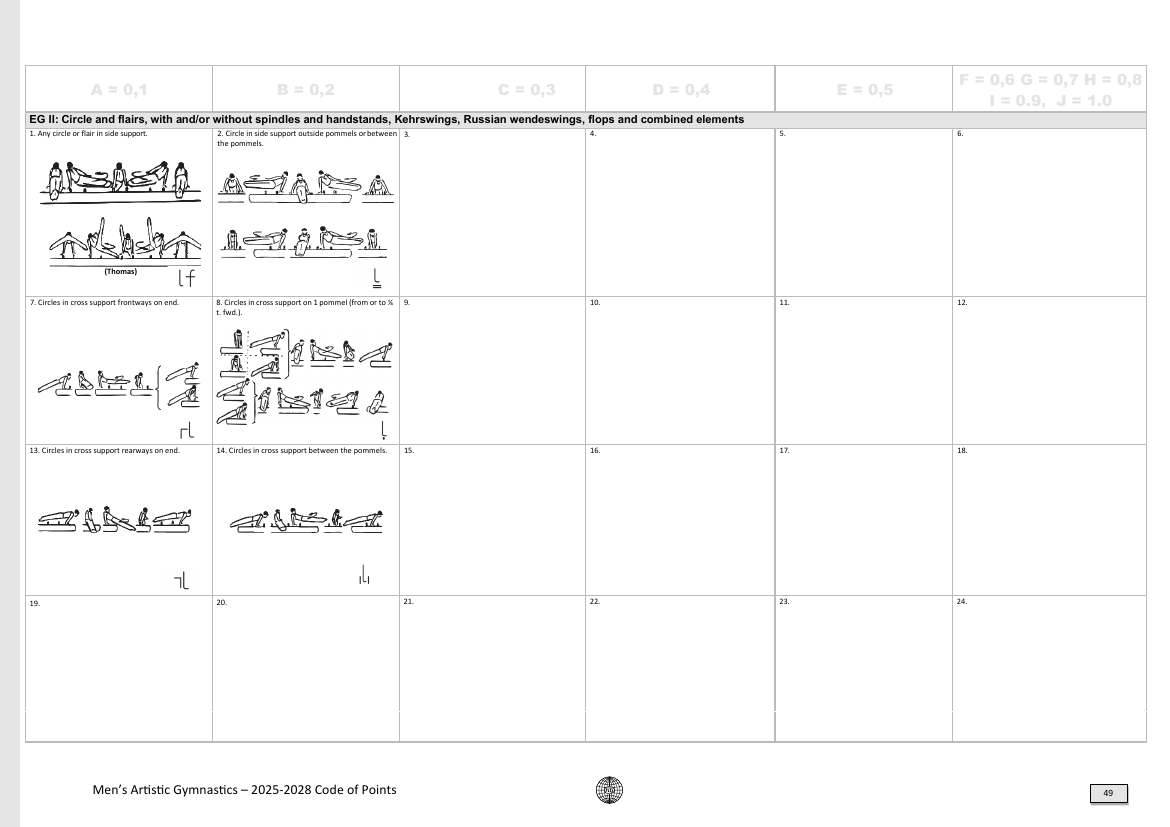 A = 0,1
B = 0,2
C = 0,3
D = 0,4
E = 0,5
F = 0,6 G = 0,7 H = 0,8
I = 0.9, J = 1.0
EG II: Circle and flairs, with and/or without spindles and handstands, Kehrswings, Russian wendeswings, flops and combined elements
1. Any circle or flair in side support.
(Thomas)
2. Circle in side support outside pommels or between
the pommels.
3.
4.
5.
6.
7. Circles in cross support frontways on end.
8. Circles in cross support on 1 pommel (from or to ¾
t. fwd.).
9.
10.
11.
12.
13. Circles in cross support rearways on end.
14. Circles in cross support between the pommels.
15.
16.
17.
18.
19.
20.
21.
22.
23.
24.
Men's Artistic Gymnastics – 2025-2028 Code of Points
49